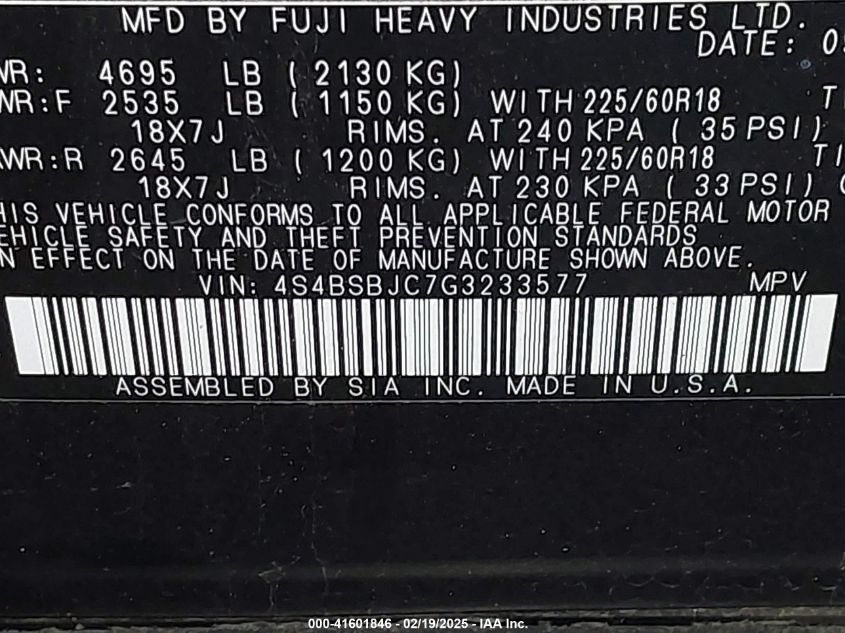 MFD BY FUJI HEAVY INDUSTRIES LTD.
DATE: 0
WR: 4695 LB ( 2130 KG)
WR:F 2535 LB ( 1150 KG) WITH 225/60R18 TI
18X7J RIMS. AT 240 KPA ( 35 PSI)
WR:R 2645 LB ( 1200 KG) WITH 225/60R18 TI
18X7J RIMS. AT 230 KPA ( 33 PSI)
HIS VEHICLE CONFORMS TO ALL APPLICABLE FEDERAL MOTOR
EHICLE SAFETY AND THEFT PREVENTION STANDARDS
N EFFECT ON THE DATE OF MANUFACTURE SHOWN ABOVE.
VIN: 4S4BSBJC7G3233577 MPV
ASSEMBLED BY SIA INC. MADE IN U.S.A.
000-41601846 - 02/19/2025 - IAA Inc.